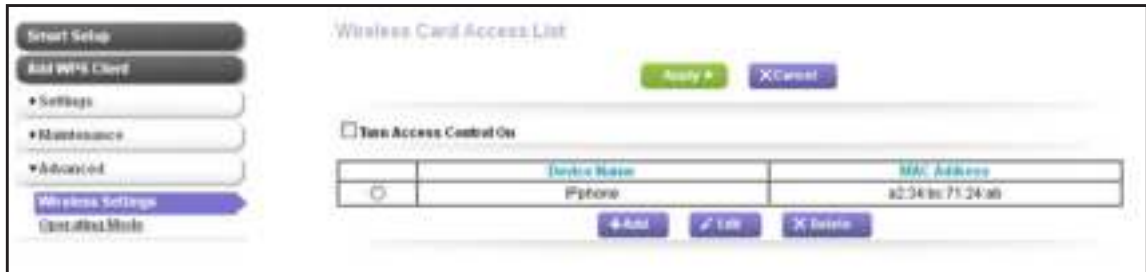 Smart Setup
Add WPS Client
Settings
Maintenance
Advanced
Wireless Settings
Operating Mode
Wireless Card Access List
Apply
Cancel
Turn Access Control On
Device Name MAC Address
iPphone
Add Edit Delete